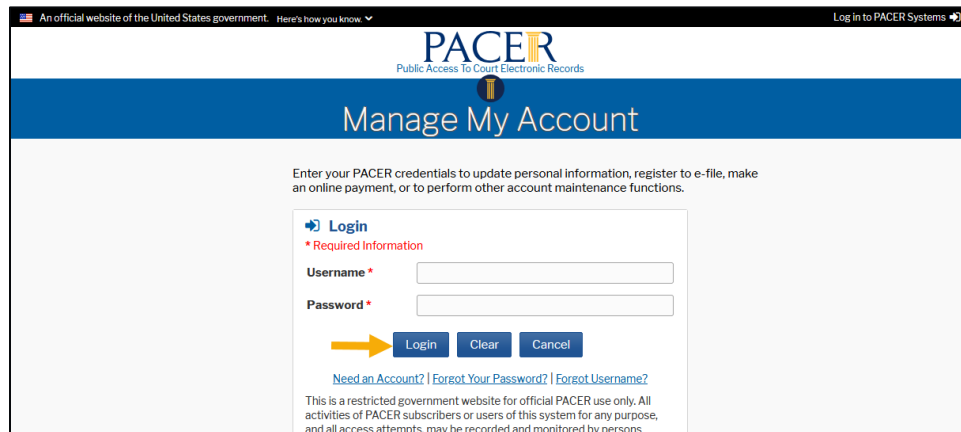 An official website of the United States government. Here's how you know.
Log in to PACER Systems
PACER
Public Access To Court Electronic Records
Manage My Account
Enter your PACER credentials to update personal information, register to e-file, make
an online payment, or to perform other account maintenance functions.
Login
* Required Information
Username *
Password *
Login Clear Cancel
Need an Account? | Forgot Your Password? | Forgot Username?
This is a restricted government website for official PACER use only. All
activities of PACER subscribers or users of this system for any purpose,
and all access attempts, may be recorded and monitored by persons